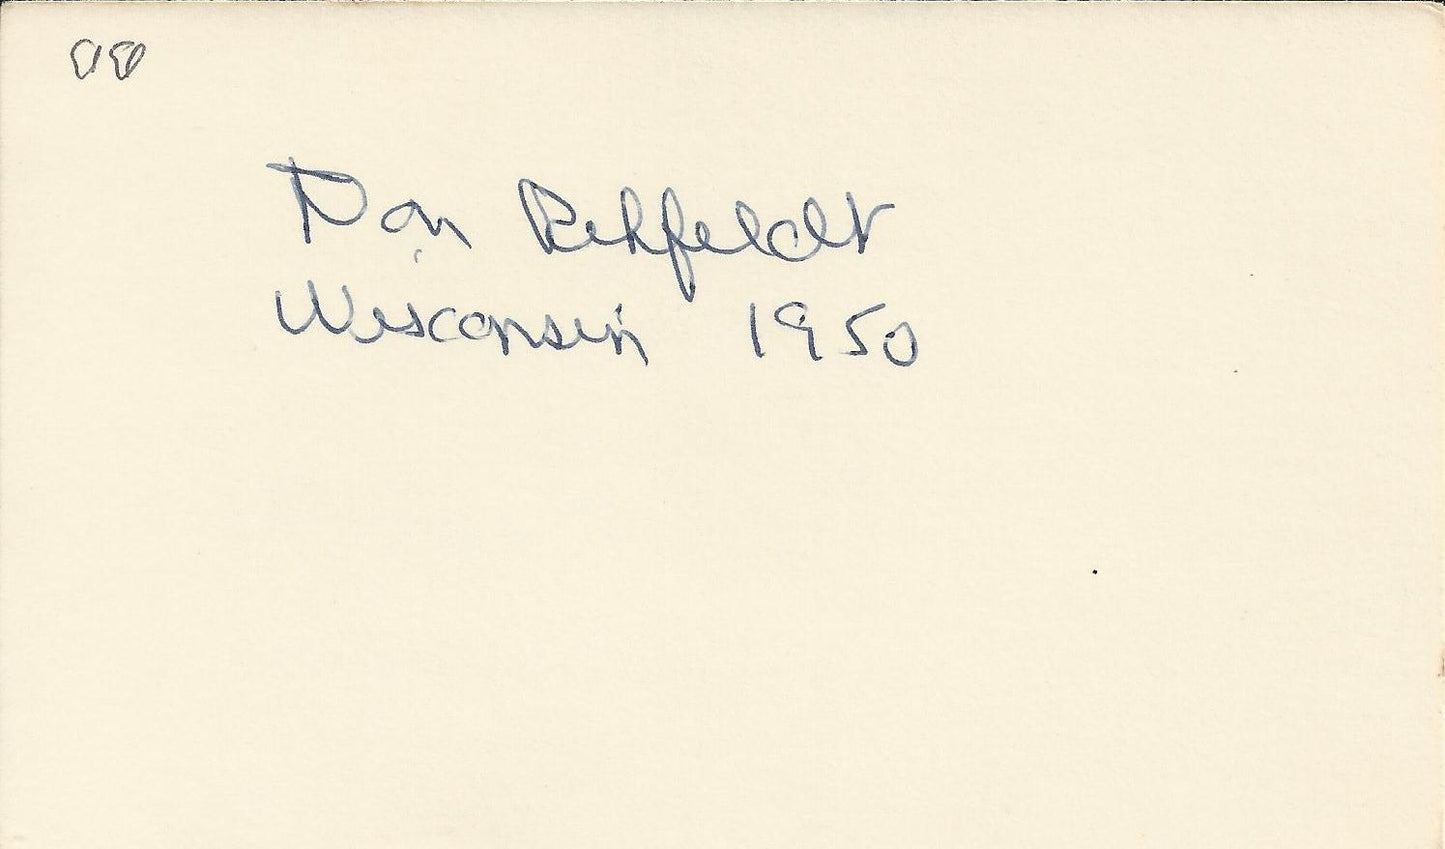 Don Rehfeldt
Wisconsin 1950